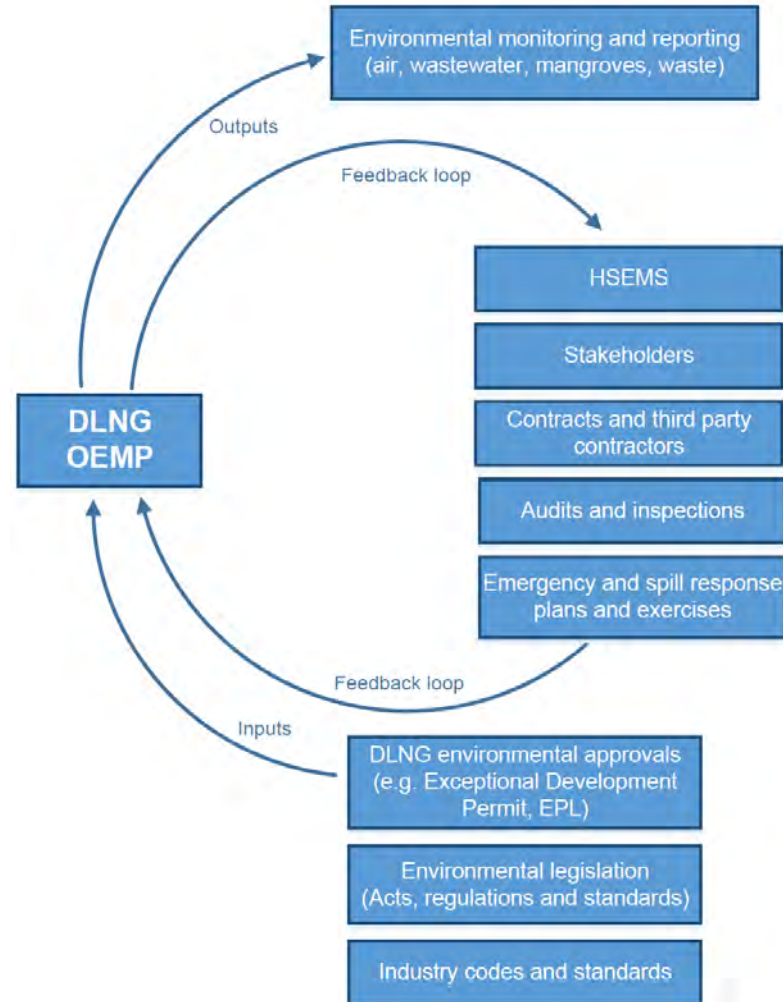 Environmental monitoring and reporting
(air, wastewater, mangroves, waste)
Outputs
Feedback loop
HSEMS
Stakeholders
DLNG
OEMP
Contracts and third party
contractors
Audits and inspections
Emergency and spill response
plans and exercises
Feedback loop
Inputs
DLNG environmental approvals
(e.g. Exceptional Development
Permit, EPL)
Environmental legislation
(Acts, regulations and standards)
Industry codes and standards